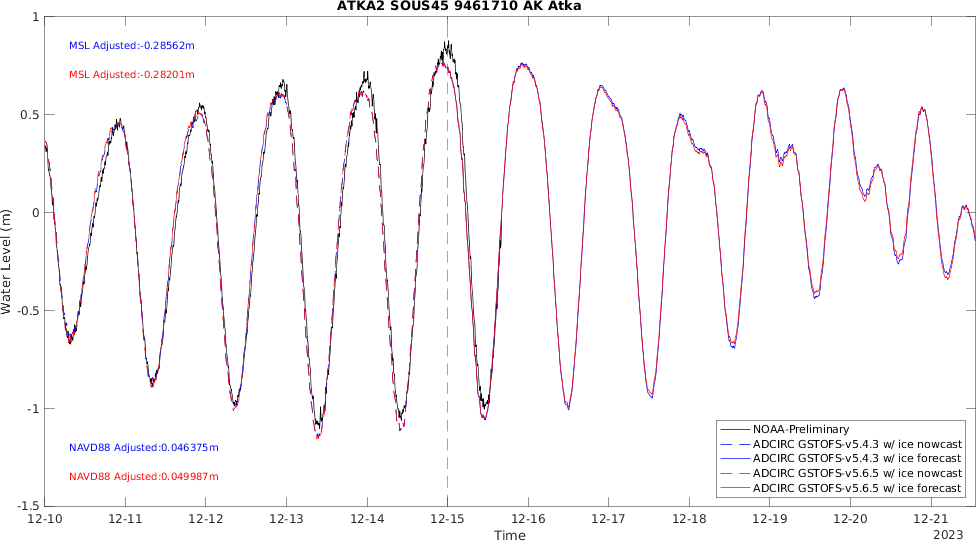 ATKA2 SOUS45 9461710 AK Atka
1
0.5
0
-0.5
-1
-1.5
Water Level (m)
MSL Adjusted:-0.28562m
MSL Adjusted:-0.28201m
NAVD88 Adjusted:0.046375m
NAVD88 Adjusted:0.049987m
NOAA-Preliminary
ADCIRC GSTOFS-v5.4.3 w/ ice nowcast
ADCIRC GSTOFS-v5.4.3 w/ ice forecast
ADCIRC GSTOFS-v5.6.5 w/ ice nowcast
ADCIRC GSTOFS-v5.6.5 w/ ice forecast
12-10 12-11 12-12 12-13 12-14 12-15 12-16 12-17 12-18 12-19 12-20 12-21
Time
2023